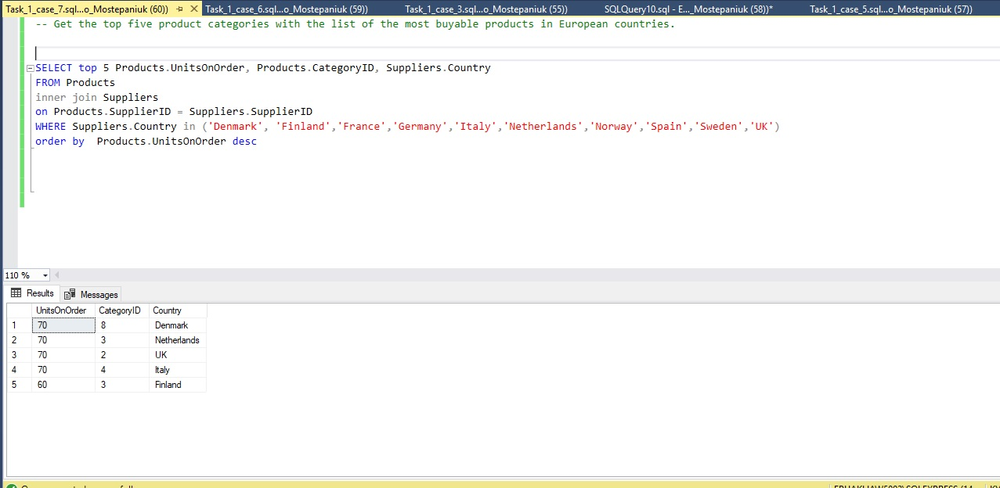 Task_1_case_7.sql...o_Mostepaniuk (60)) Task_1_case_6.sql...o_Mostepaniuk (59)) Task_1_case_3.sql...o_Mostepaniuk (55)) SQLQuery10.sql - E..._Mostepaniuk (58))* Task_1_case_5.sql...o_Mostepaniuk (57))
-- Get the top five product categories with the list of the most buyable products in European countries.
SELECT top 5 Products.UnitsOnOrder, Products.CategoryID, Suppliers.Country
FROM Products
inner join Suppliers
on Products.SupplierID = Suppliers.SupplierID
WHERE Suppliers.Country in ('Denmark', 'Finland','France','Germany','Italy','Netherlands','Norway','Spain','Sweden','UK')
order by  Products.UnitsOnOrder desc
110 %
Results Messages
UnitsOnOrder CategoryID Country
1 70 8 Denmark
2 70 3 Netherlands
3 70 2 UK
4 70 4 Italy
5 60 3 Finland